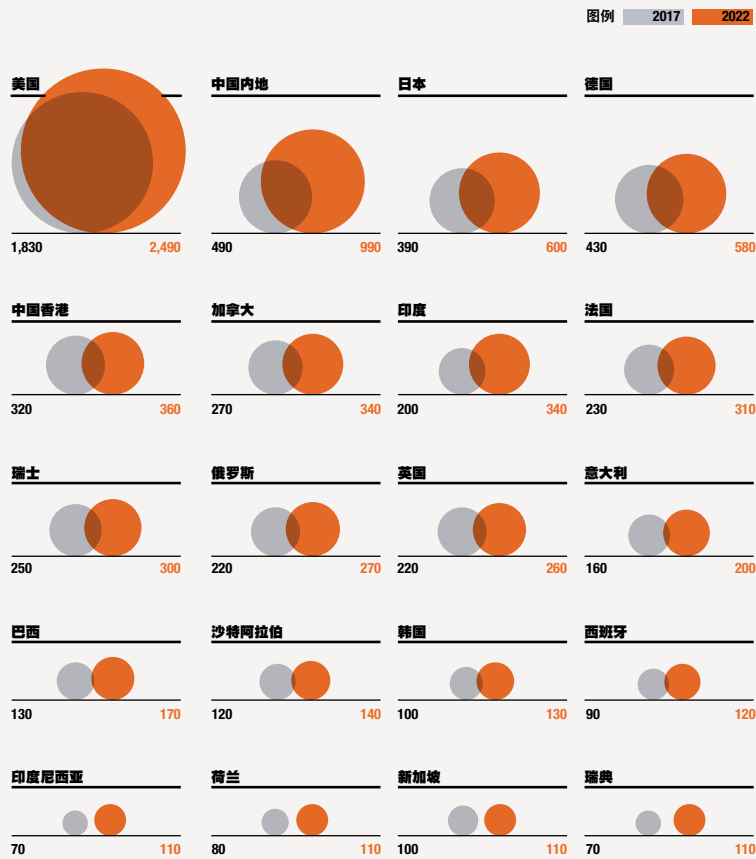 图例 2017 2022
美国 中国内地 日本 德国
1,830 2,490 490 990 390 600 430 580
中国香港 加拿大 印度 法国
320 360 270 340 200 340 230 310
瑞士 俄罗斯 英国 意大利
250 300 220 270 220 260 160 200
巴西 沙特阿拉伯 韩国 西班牙
130 170 120 140 100 130 90 120
印度尼西亚 荷兰 新加坡 瑞典
70 110 80 110 100 110 70 110